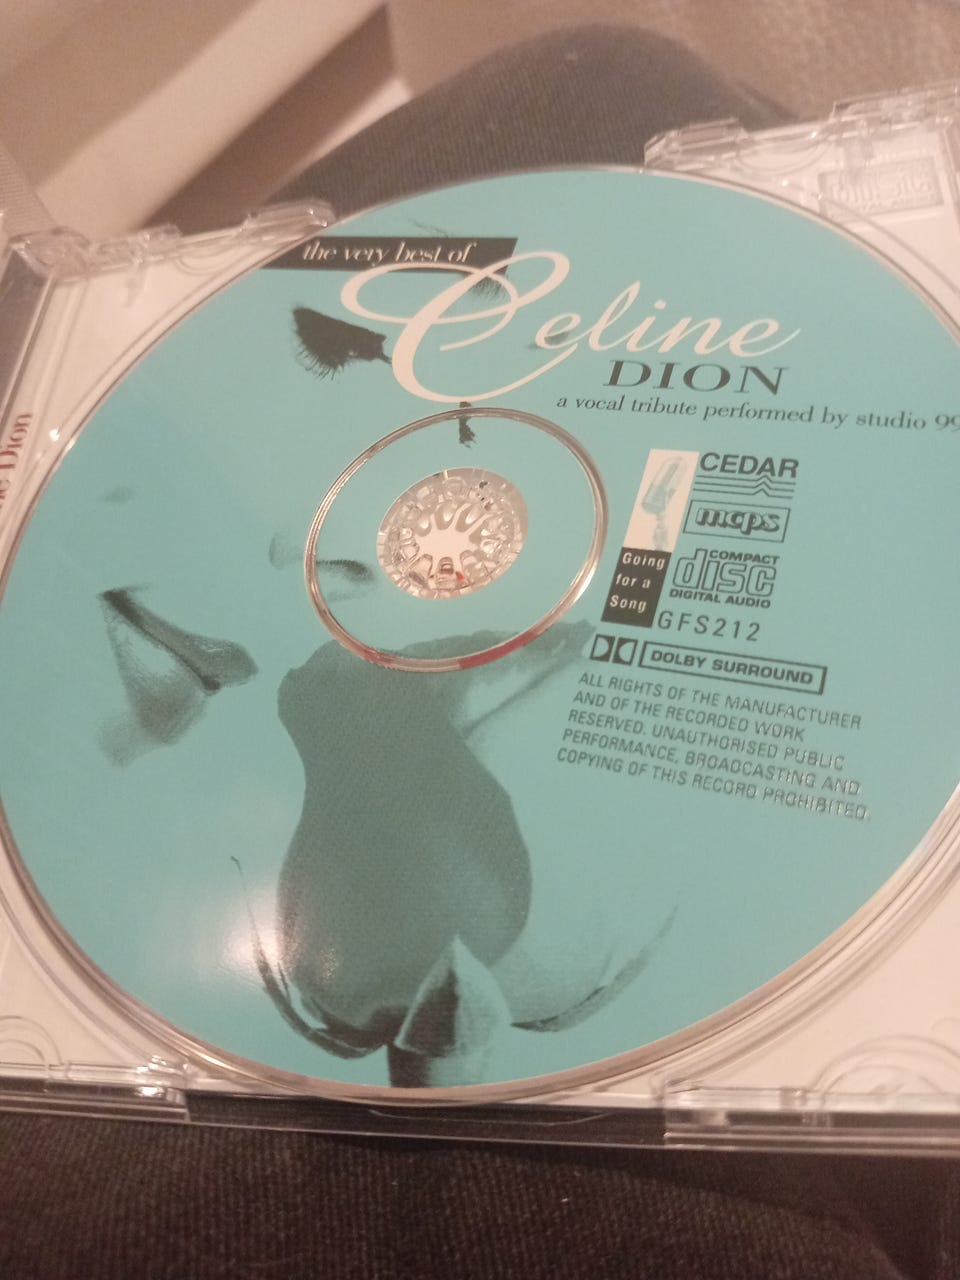 the very best of
Celine
DION
a vocal tribute performed by studio 99
CEDAR
mcps
Going
for a
Song
COMPACT
disc
DIGITAL AUDIO
GFS212
DOLBY SURROUND
ALL RIGHTS OF THE MANUFACTURER
AND OF THE RECORDED WORK
RESERVED. UNAUTHORISED PUBLIC
PERFORMANCE, BROADCASTING AND
COPYING OF THIS RECORD PROHIBITED.
Dion